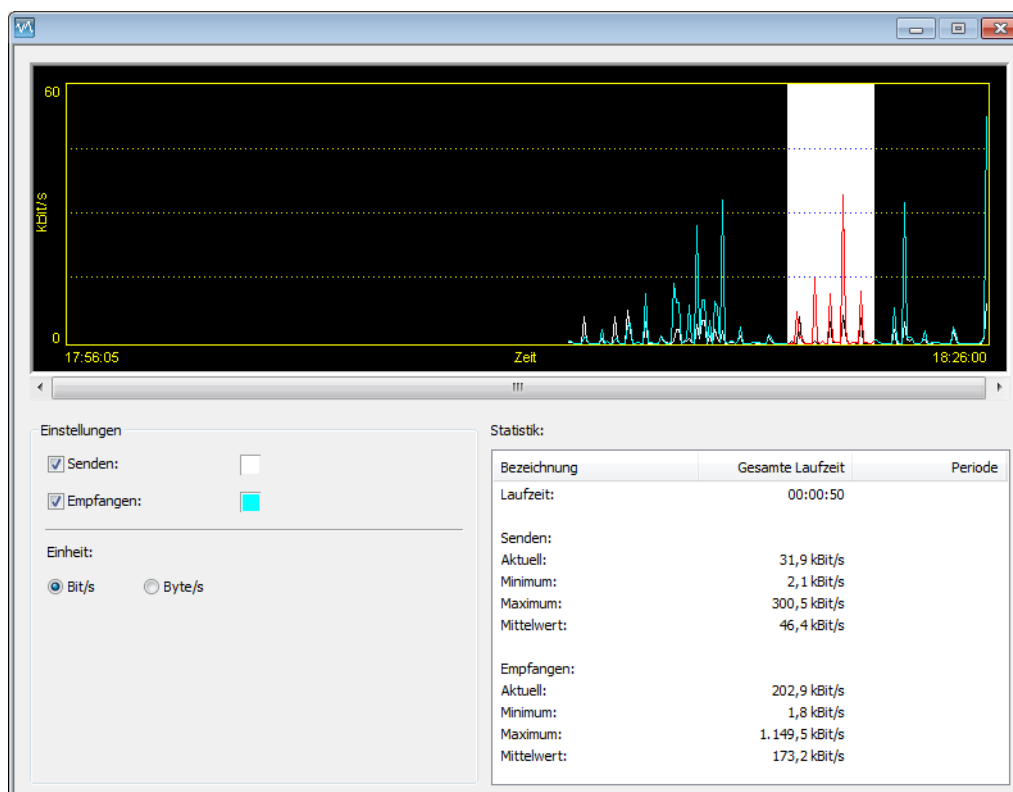 60
kBit/s
0
17:56:05 Zeit 18:26:00
Einstellungen
Senden:
Empfangen:
Einheit:
Bit/s Byte/s
Statistik:
Bezeichnung Gesamte Laufzeit Periode
Laufzeit: 00:00:50
Senden:
Aktuell: 31,9 kBit/s
Minimum: 2,1 kBit/s
Maximum: 300,5 kBit/s
Mittelwert: 46,4 kBit/s
Empfangen:
Aktuell: 202,9 kBit/s
Minimum: 1,8 kBit/s
Maximum: 1.149,5 kBit/s
Mittelwert: 173,2 kBit/s